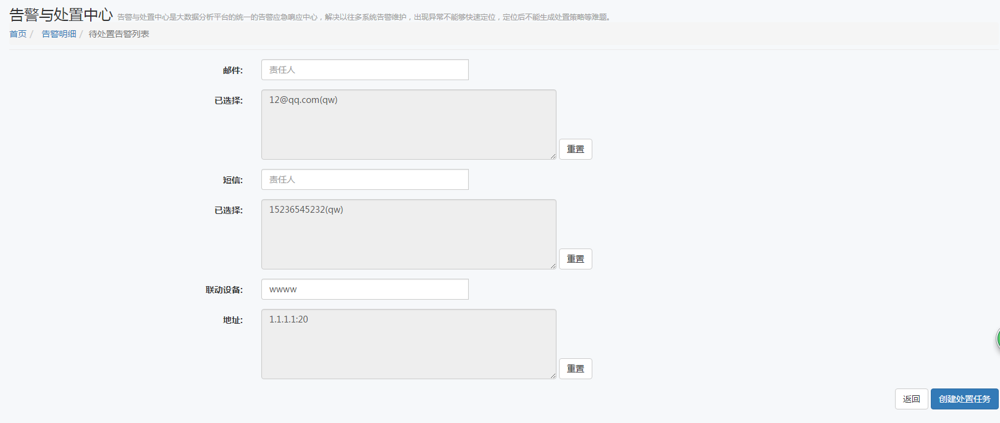 告警与处置中心 告警与处置中心是大数据分析平台的统一的告警应急响应中心，解决以往多系统告警维护，出现异常不能够快速定位，定位后不能生成处置策略等难题。
首页 / 告警明细 / 待处置告警列表
邮件: 责任人
已选择: 12@qq.com(qw)
重置
短信: 责任人
已选择: 15236545232(qw)
重置
联动设备: wwww
地址: 1.1.1.1:20
重置
返回 创建处置任务